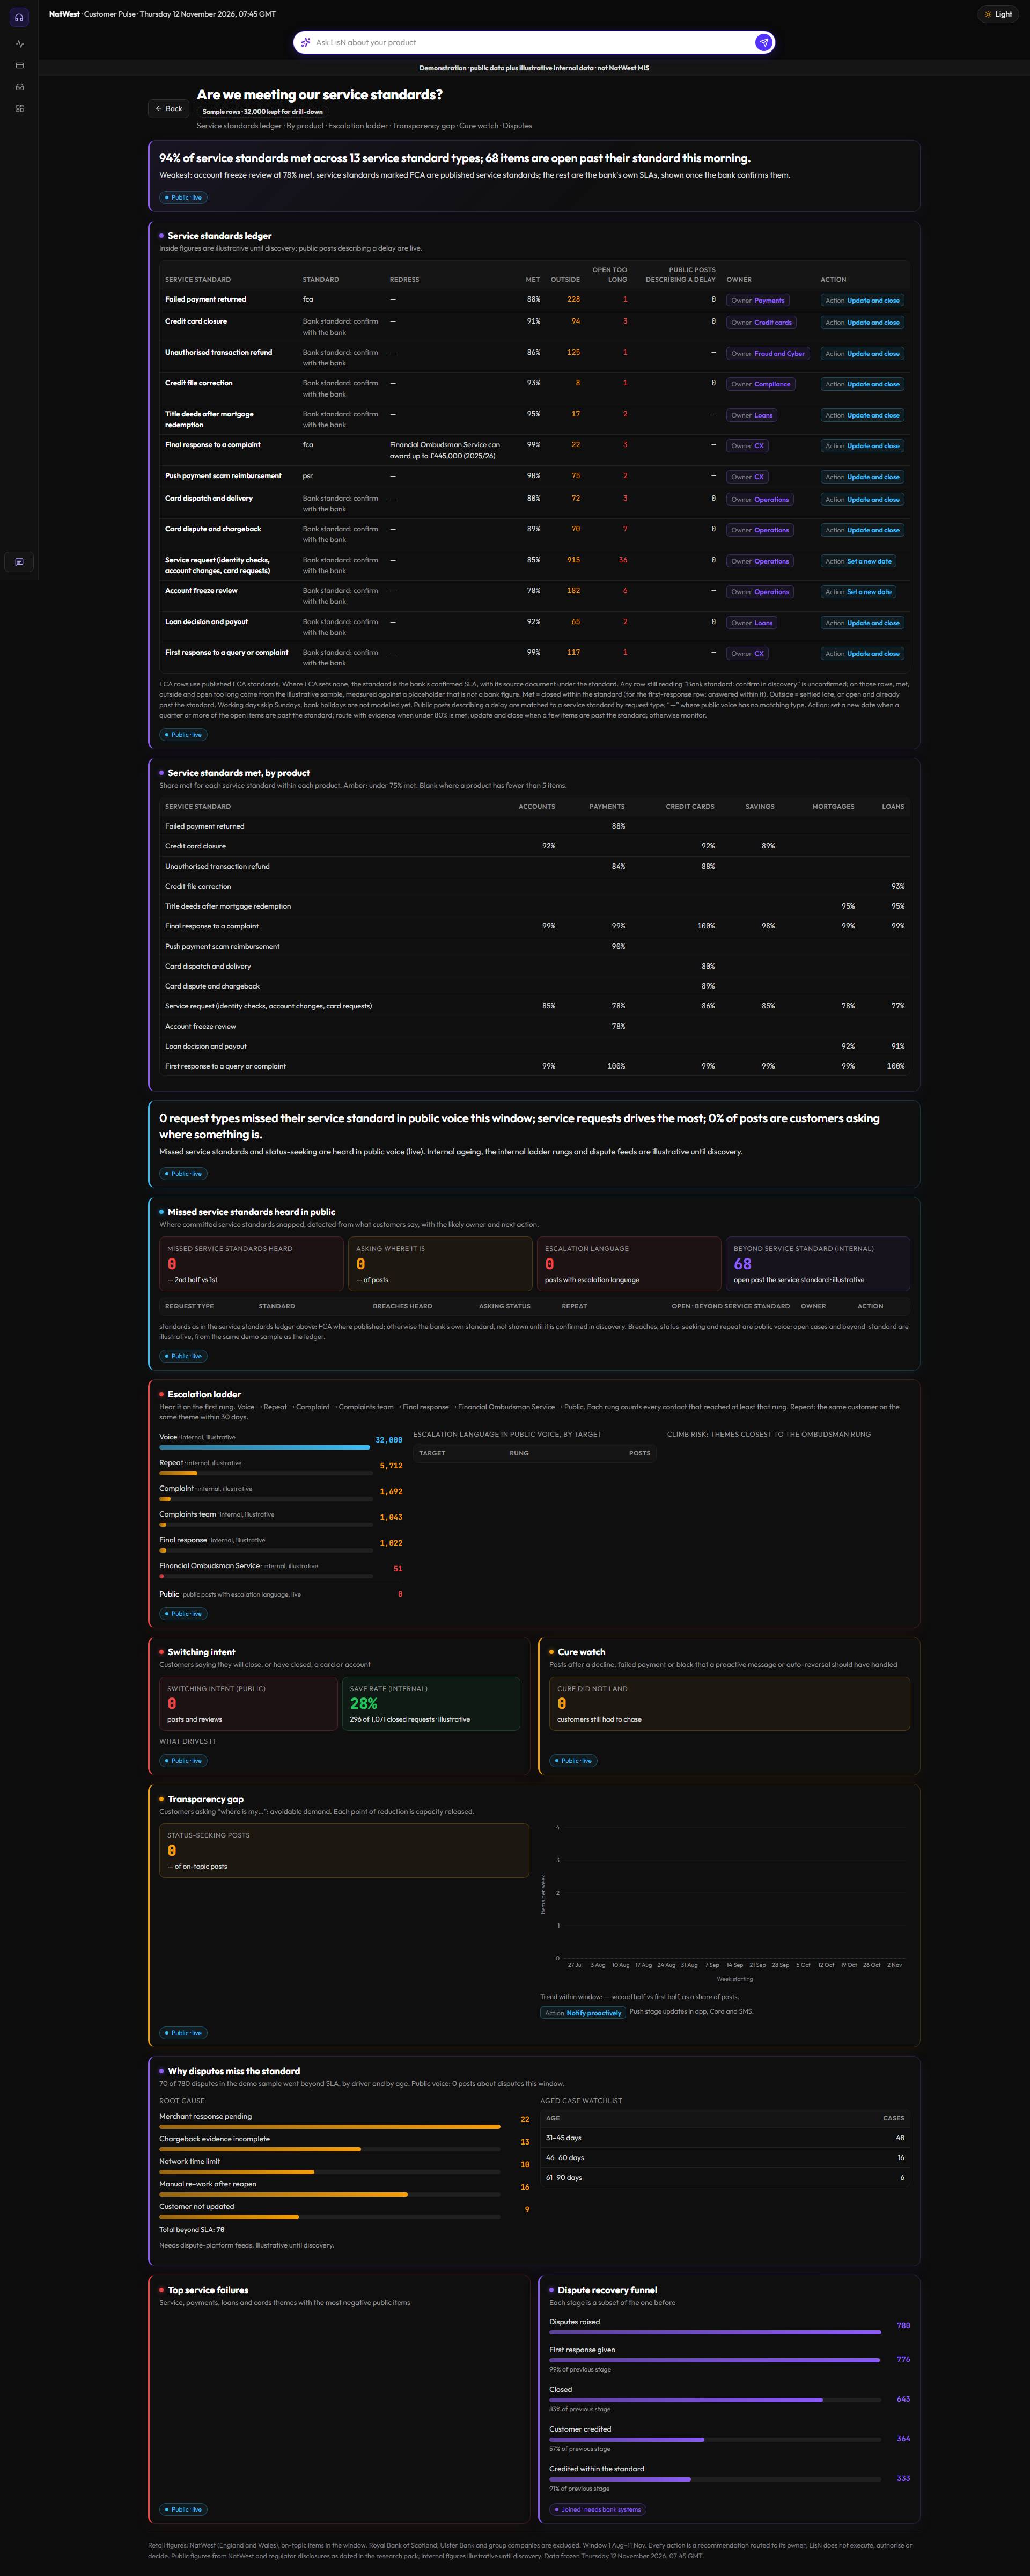 NatWest · Customer Pulse · Thursday 12 November 2026, 07:45 GMT
Light
Ask LisN about your product
Demonstration · public data plus illustrative internal data · not NatWest MIS
Back
Are we meeting our service standards?
Sample rows · 32,000 kept for drill-down
Service standards ledger · By product · Escalation ladder · Transparency gap · Cure watch · Disputes
94% of service standards met across 13 service standard types; 68 items are open past their standard this morning.
Weakest: account freeze review at 78% met. service standards marked FCA are published service standards; the rest are the bank's own SLAs, shown once the bank confirms them.
Public · live
Service standards ledger
Inside figures are illustrative until discovery; public posts describing a delay are live.
SERVICE STANDARD STANDARD REDRESS MET OUTSIDE OPEN TOO LONG PUBLIC POSTS DESCRIBING A DELAY OWNER ACTION
Failed payment returned fca — 88% 228 1 0 Owner Payments Action Update and close
Credit card closure Bank standard: confirm with the bank — 91% 94 3 0 Owner Credit cards Action Update and close
Unauthorised transaction refund Bank standard: confirm with the bank — 86% 125 1 — Owner Fraud and Cyber Action Update and close
Credit file correction Bank standard: confirm with the bank — 93% 8 1 0 Owner Compliance Action Update and close
Title deeds after mortgage redemption Bank standard: confirm with the bank — 95% 17 2 — Owner Loans Action Update and close
Final response to a complaint fca Financial Ombudsman Service can award up to £445,000 (2025/26) 99% 22 3 — Owner CX Action Update and close
Push payment scam reimbursement psr — 90% 75 2 — Owner CX Action Update and close
Card dispatch and delivery Bank standard: confirm with the bank — 80% 72 3 0 Owner Operations Action Update and close
Card dispute and chargeback Bank standard: confirm with the bank — 89% 70 7 0 Owner Operations Action Update and close
Service request (identity checks, account changes, card requests) Bank standard: confirm with the bank — 85% 915 36 0 Owner Operations Action Set a new date
Account freeze review Bank standard: confirm with the bank — 78% 182 6 — Owner Operations Action Set a new date
Loan decision and payout Bank standard: confirm with the bank — 92% 65 2 0 Owner Loans Action Update and close
First response to a query or complaint Bank standard: confirm with the bank — 99% 117 1 — Owner CX Action Update and close
FCA rows use published FCA standards. Where FCA sets none, the standard is the bank's confirmed SLA, with its source document under the standard. Any row still reading "Bank standard: confirm in discovery" is unconfirmed; on those rows, met,
outside and open too long come from the illustrative sample, measured against a placeholder that is not a bank figure. Met = closed within the standard (for the first-response row: answered within it). Outside = settled late, or open and already
past the standard. Working days skip Sundays; bank holidays are not modelled yet. Public posts describing a delay are matched to a service standard by request type; "—" where public voice has no matching type. Action: set a new date when a
quarter or more of the open items are past the standard; route with evidence when under 80% is met; update and close when a few items are past the standard; otherwise monitor.
Public · live
Service standards met, by product
Share met for each service standard within each product. Amber: under 75% met. Blank where a product has fewer than 5 items.
SERVICE STANDARD ACCOUNTS PAYMENTS CREDIT CARDS SAVINGS MORTGAGES LOANS
Failed payment returned 88%
Credit card closure 92% 92% 89%
Unauthorised transaction refund 84% 88%
Credit file correction 93%
Title deeds after mortgage redemption 95% 95%
Final response to a complaint 99% 99% 100% 98% 99% 99%
Push payment scam reimbursement 90%
Card dispatch and delivery 80%
Card dispute and chargeback 89%
Service request (identity checks, account changes, card requests) 85% 78% 86% 85% 78% 77%
Account freeze review 78%
Loan decision and payout 92% 91%
First response to a query or complaint 99% 100% 99% 99% 99% 100%
0 request types missed their service standard in public voice this window; service requests drives the most; 0% of posts are customers asking
where something is.
Missed service standards and status-seeking are heard in public voice (live). Internal ageing, the internal ladder rungs and dispute feeds are illustrative until discovery.
Public · live
Missed service standards heard in public
Where committed service standards snapped, detected from what customers say, with the likely owner and next action.
MISSED SERVICE STANDARDS HEARD
0
— 2nd half vs 1st
ASKING WHERE IT IS
0
— of posts
ESCALATION LANGUAGE
0
posts with escalation language
BEYOND SERVICE STANDARD (INTERNAL)
68
open past the service standard · illustrative
REQUEST TYPE STANDARD BREACHES HEARD ASKING STATUS REPEAT OPEN · BEYOND SERVICE STANDARD OWNER ACTION
standards as in the service standards ledger above: FCA where published; otherwise the bank's own standard, not shown until it is confirmed in discovery. Breaches, status-seeking and repeat are public voice; open cases and beyond-standard are
illustrative, from the same demo sample as the ledger.
Public · live
Escalation ladder
Hear it on the first rung. Voice → Repeat → Complaint → Complaints team → Final response → Financial Ombudsman Service → Public. Each rung counts every contact that reached at least that rung. Repeat: the same customer on the
same theme within 30 days.
Voice · internal, illustrative 32,000
Repeat · internal, illustrative 5,712
Complaint · internal, illustrative 1,692
Complaints team · internal, illustrative 1,043
Final response · internal, illustrative 1,022
Financial Ombudsman Service · internal, illustrative 51
Public · public posts with escalation language, live 0
ESCALATION LANGUAGE IN PUBLIC VOICE, BY TARGET
TARGET RUNG POSTS
CLIMB RISK: THEMES CLOSEST TO THE OMBUDSMAN RUNG
Public · live
Switching intent
Customers saying they will close, or have closed, a card or account
SWITCHING INTENT (PUBLIC)
0
posts and reviews
SAVE RATE (INTERNAL)
28%
296 of 1,071 closed requests · illustrative
WHAT DRIVES IT
Public · live
Cure watch
Posts after a decline, failed payment or block that a proactive message or auto-reversal should have handled
CURE DID NOT LAND
0
customers still had to chase
Public · live
Transparency gap
Customers asking "where is my…": avoidable demand. Each point of reduction is capacity released.
STATUS-SEEKING POSTS
0
— of on-topic posts
Items per week
4
3
2
1
0
27 Jul 3 Aug 10 Aug 17 Aug 24 Aug 31 Aug 7 Sep 14 Sep 21 Sep 28 Sep 5 Oct 12 Oct 19 Oct 26 Oct 2 Nov
Week starting
Trend within window: — second half vs first half, as a share of posts.
Action Notify proactively Push stage updates in app, Cora and SMS.
Public · live
Why disputes miss the standard
70 of 780 disputes in the demo sample went beyond SLA, by driver and by age. Public voice: 0 posts about disputes this window.
ROOT CAUSE
Merchant response pending 22
Chargeback evidence incomplete 13
Network time limit 10
Manual re-work after reopen 16
Customer not updated 9
Total beyond SLA: 70
Needs dispute-platform feeds. Illustrative until discovery.
AGED CASE WATCHLIST
AGE CASES
31–45 days 48
46–60 days 16
61–90 days 6
Top service failures
Service, payments, loans and cards themes with the most negative public items
Public · live
Dispute recovery funnel
Each stage is a subset of the one before
Disputes raised 780
First response given 776
99% of previous stage
Closed 643
83% of previous stage
Customer credited 364
57% of previous stage
Credited within the standard 333
91% of previous stage
Joined · needs bank systems
Retail figures: NatWest (England and Wales), on-topic items in the window. Royal Bank of Scotland, Ulster Bank and group companies are excluded. Window 1 Aug–11 Nov. Every action is a recommendation routed to its owner; LisN does not execute, authorise or
decide. Public figures from NatWest and regulator disclosures as dated in the research pack; internal figures illustrative until discovery. Data frozen Thursday 12 November 2026, 07:45 GMT.